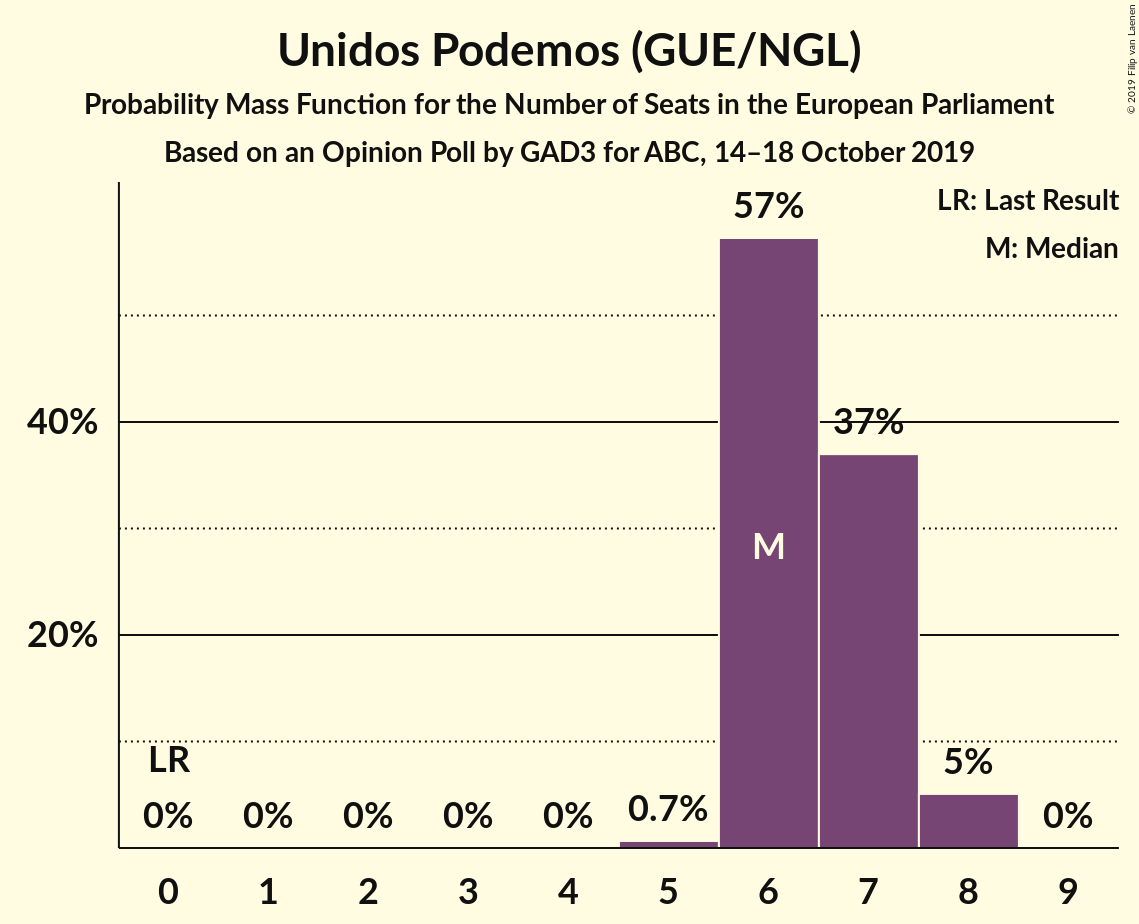 Unidos Podemos (GUE/NGL)
Probability Mass Function for the Number of Seats in the European Parliament
Based on an Opinion Poll by GAD3 for ABC, 14–18 October 2019
© 2019 Filip van Laenen
LR: Last Result
M: Median
57%
40%
37%
M
20%
LR
5%
0% 0% 0% 0% 0% 0.7% 0%
0 1 2 3 4 5 6 7 8 9